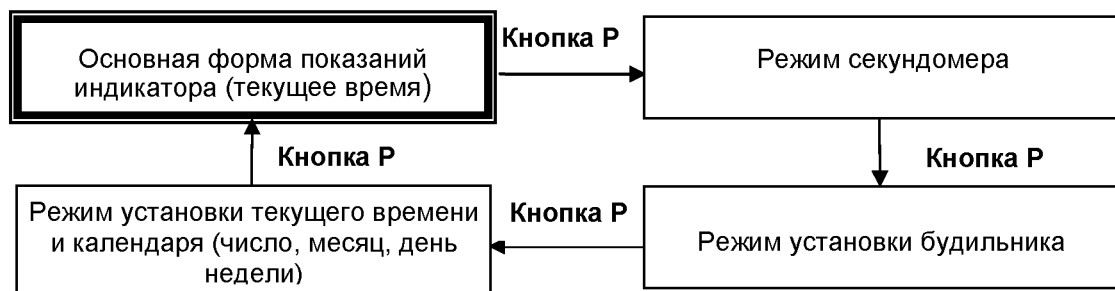 Основная форма показаний
индикатора (текущее время)
Кнопка Р
Режим секундомера
Кнопка Р
Режим установки будильника
Кнопка Р
Режим установки текущего времени
и календаря (число, месяц, день
недели)
Кнопка Р